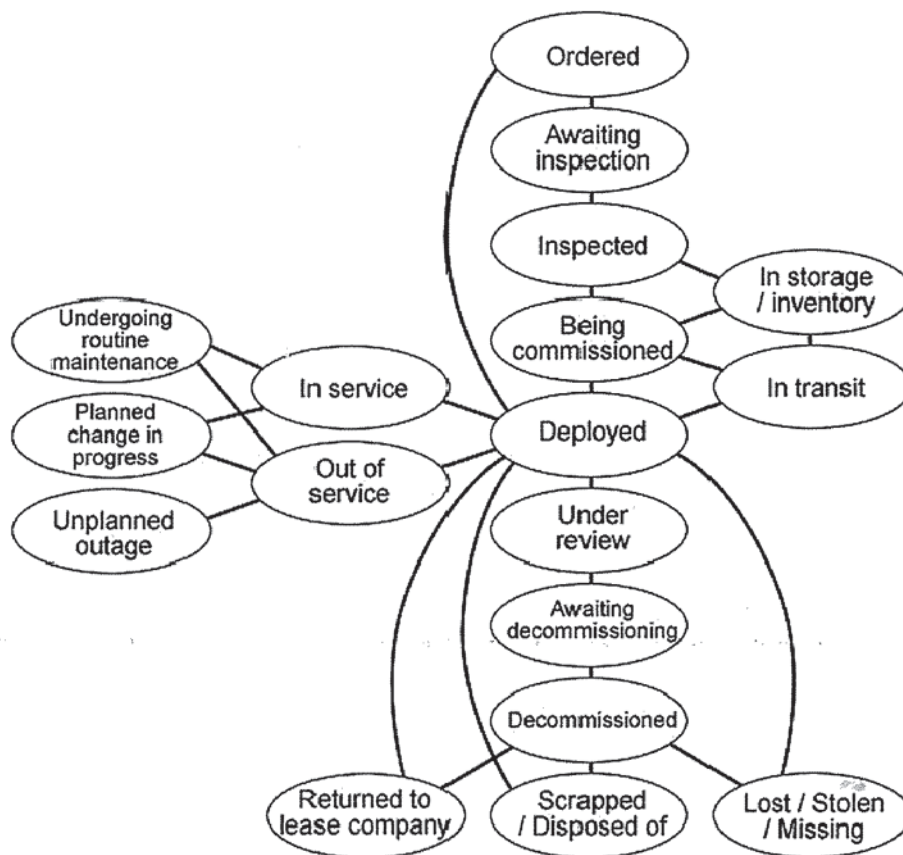 Ordered
Awaiting
inspection
Inspected
In storage
/ inventory
Being
commissioned
Undergoing
routine
maintenance
In service
In transit
Planned
change in
progress
Deployed
Out of
service
Unplanned
outage
Under
review
Awaiting
decommissioning
Decommissioned
Returned to
lease company
Scrapped
/ Disposed of
Lost / Stolen
/ Missing